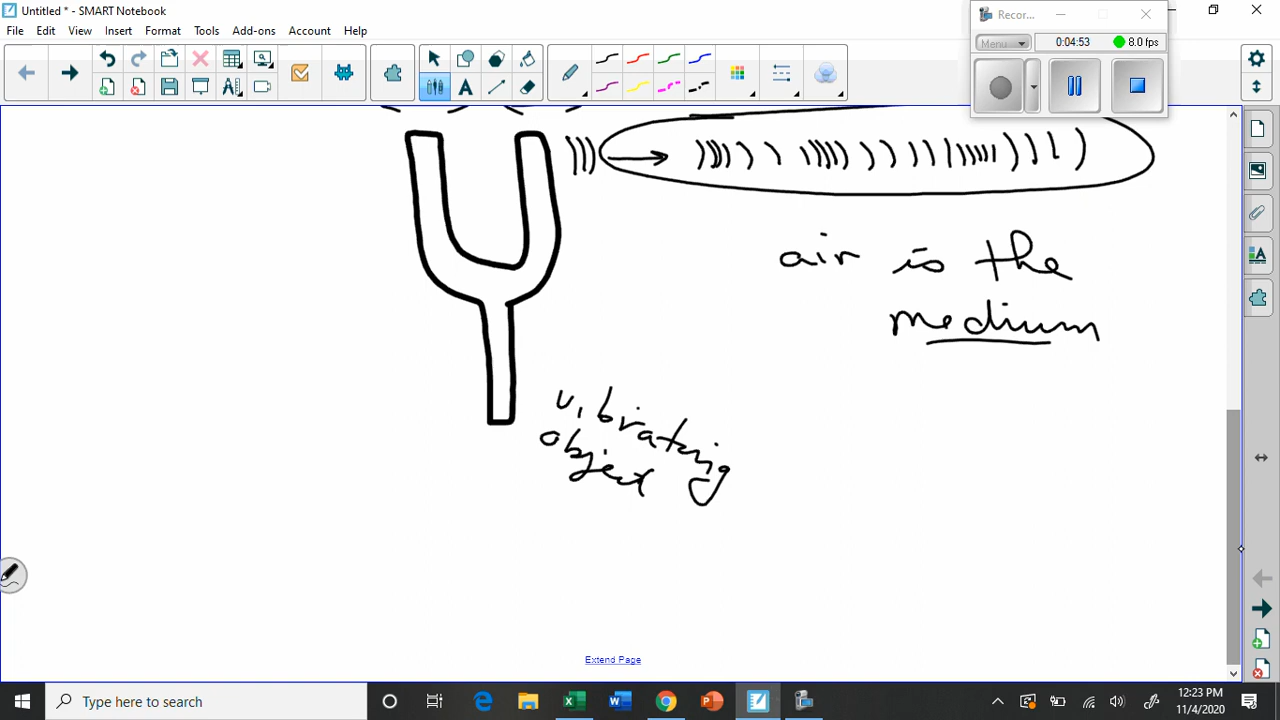 Untitled * - SMART Notebook
Recor...
File Edit View Insert Format Tools Add-ons Account Help
Menu
0:04:53
8.0 fps
air is the
medium
vibrating
object
Extend Page
Type here to search
12:23 PM
11/4/2020